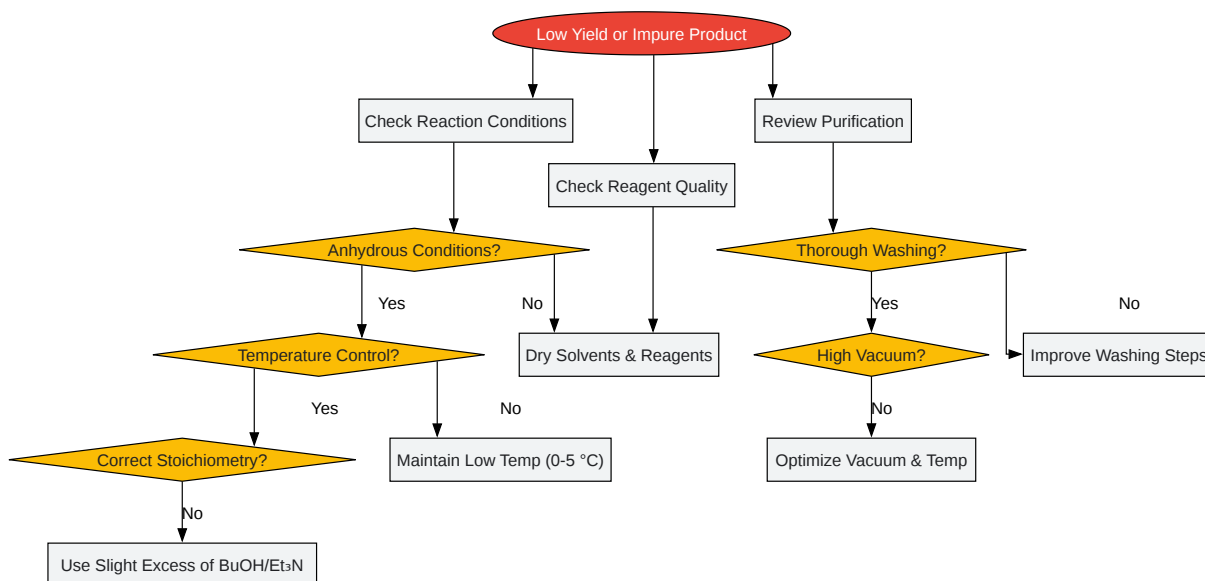 Low Yield or Impure Product
Check Reaction Conditions
Review Purification
Check Reagent Quality
Anhydrous Conditions?
Thorough Washing?
Yes
No
Yes
No
Temperature Control?
Dry Solvents & Reagents
High Vacuum?
Improve Washing Steps
Yes
No
No
Correct Stoichiometry?
Maintain Low Temp (0-5 °C)
Optimize Vacuum & Temp
No
Use Slight Excess of BuOH/Et₃N